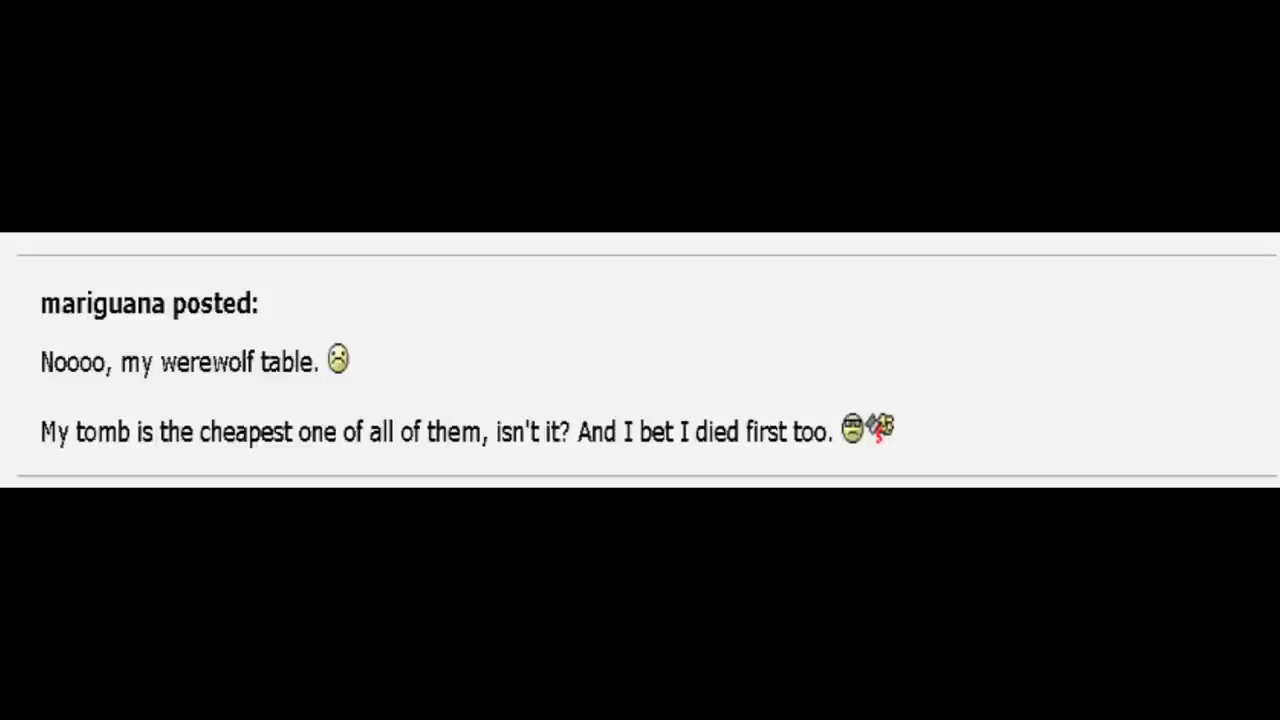 mariguana posted:
Noooo, my werewolf table.
My tomb is the cheapest one of all of them, isn't it? And I bet I died first too.